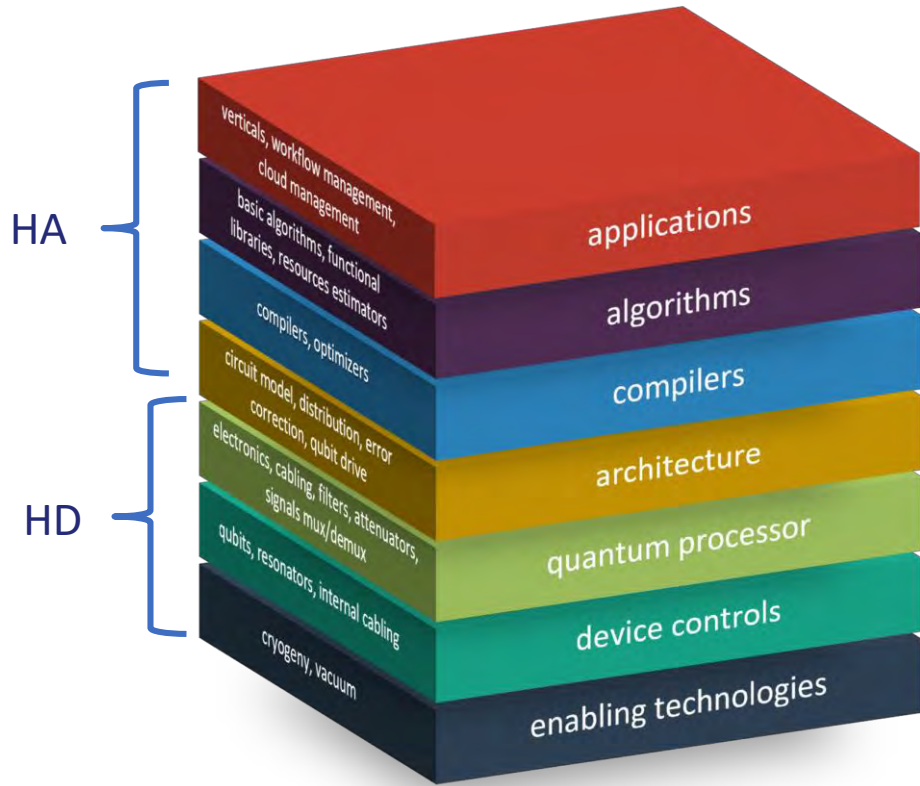 HA
HD
verticals, workflow management,
cloud management
applications
basic algorithms, functional
libraries, resources estimators
algorithms
compilers, optimizers
compilers
circuit model, distribution, error
correction, qubit drive
architecture
electronics, cabling, filters, attenuators,
signals mux/demux
quantum processor
qubits, resonators, internal cabling
device controls
cryogeny, vacuum
enabling technologies